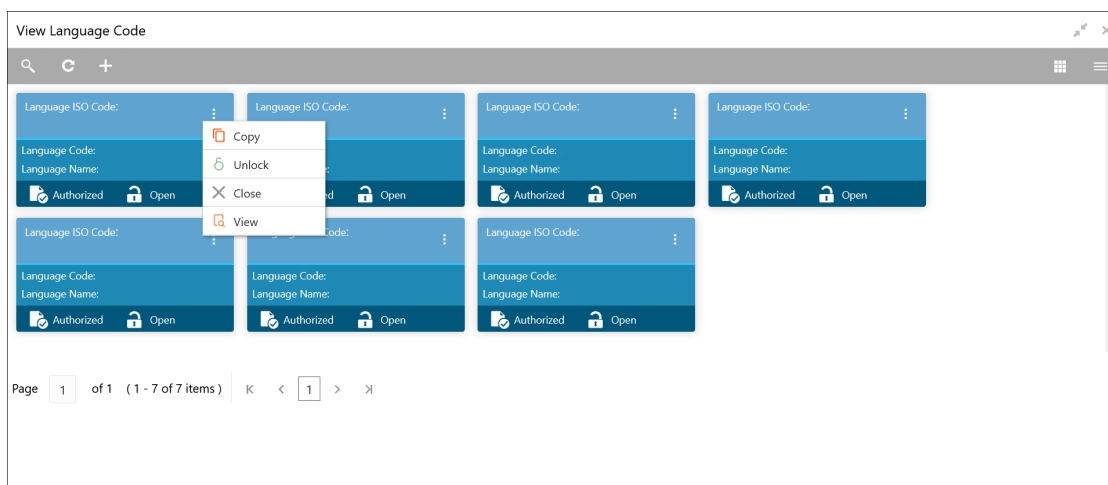 View Language Code
Language ISO Code:
Language ISO Code:
Language ISO Code:
Language ISO Code:
Copy
Unlock
Close
View
Language Code:
Language Name:
Language Code:
Language Name:
Language Code:
Language Name:
Authorized Open
Open
Authorized Open
Authorized Open
Language ISO Code:
Language ISO Code:
Language Code:
Language Name:
Language Code:
Language Name:
Language Code:
Language Name:
Authorized Open
Authorized Open
Authorized Open
Page 1 of 1 ( 1 - 7 of 7 items ) 1